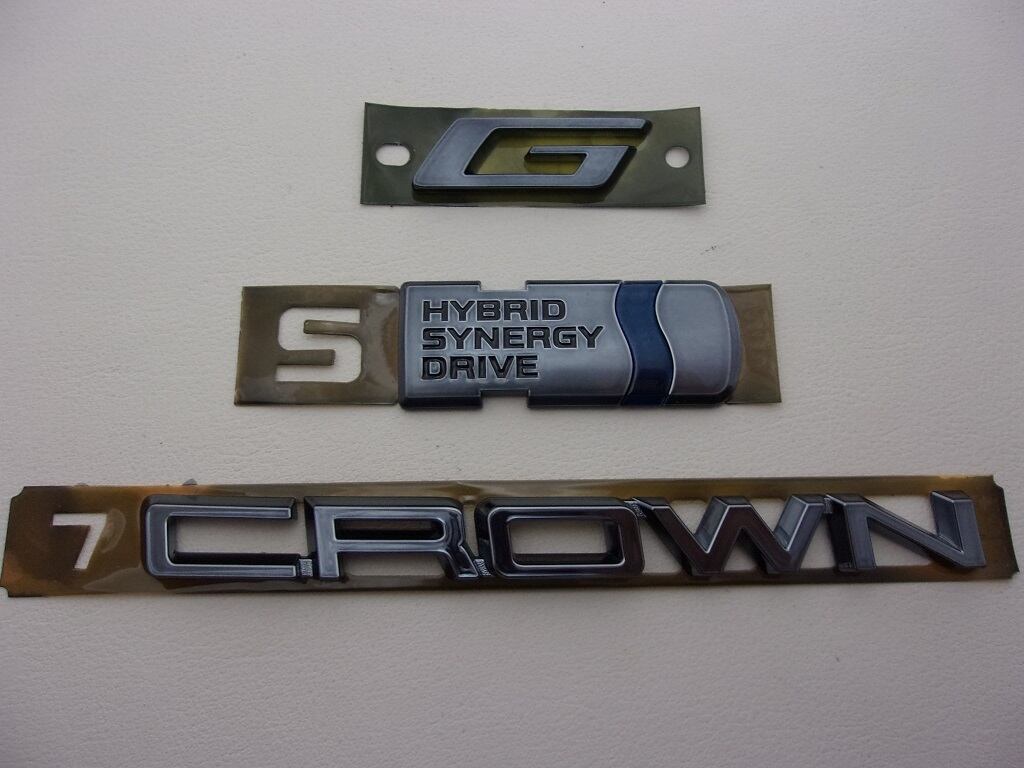 G
S HYBRID
SYNERGY
DRIVE
7 CROWN